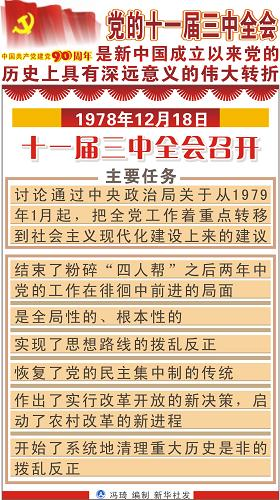 党的十一届三中全会
中国共产党建党90周年
是新中国成立以来党的
历史上具有深远意义的伟大转折
1978年12月18日
十一届三中全会召开
主要任务
讨论通过中央政治局关于从1979
年1月起，把全党工作着重点转移
到社会主义现代化建设上来的建议
结束了粉碎“四人帮”之后两年中
党的工作在徘徊中前进的局面
是全局性的、根本性的
实现了思想路线的拨乱反正
恢复了党的民主集中制的传统
作出了实行改革开放的新决策，启
动了农村改革的新进程
开始了系统地清理重大历史是非的
拨乱反正
冯琦 编制 新华社发